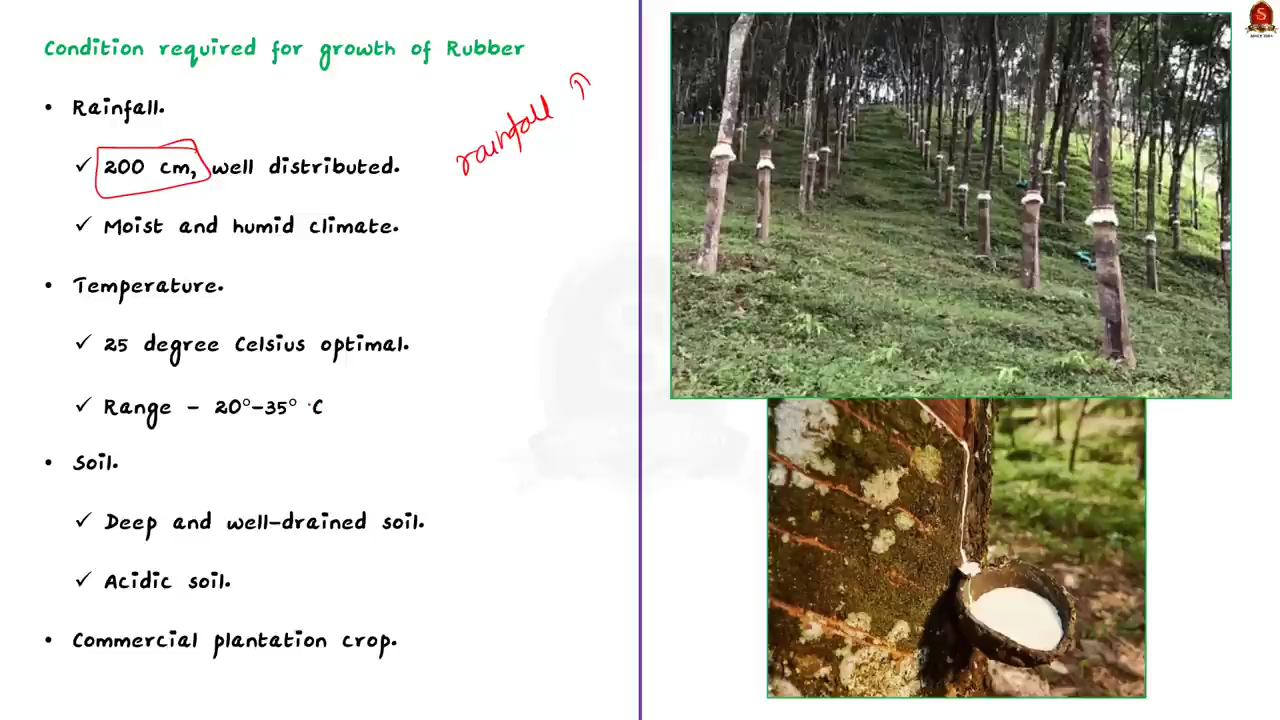 Condition required for growth of Rubber
• Rainfall.
✓ 200 cm, well distributed.
rainfall ↑
✓ Moist and humid climate.
• Temperature.
✓ 25 degree Celsius optimal.
✓ Range - 20°-35° C
• Soil.
✓ Deep and well-drained soil.
✓ Acidic soil.
• Commercial plantation crop.